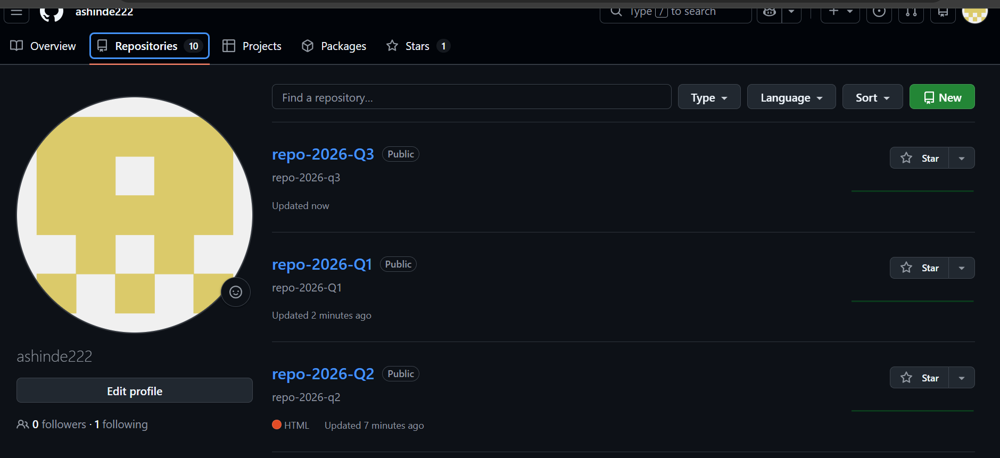 ashinde222
Type / to search
Overview
Repositories 10
Projects
Packages
Stars 1
Find a repository...
Type
Language
Sort
New
repo-2026-Q3 Public
Star
repo-2026-q3
Updated now
repo-2026-Q1 Public
Star
repo-2026-Q1
Updated 2 minutes ago
repo-2026-Q2 Public
Star
repo-2026-q2
HTML Updated 7 minutes ago
ashinde222
Edit profile
0 followers · 1 following